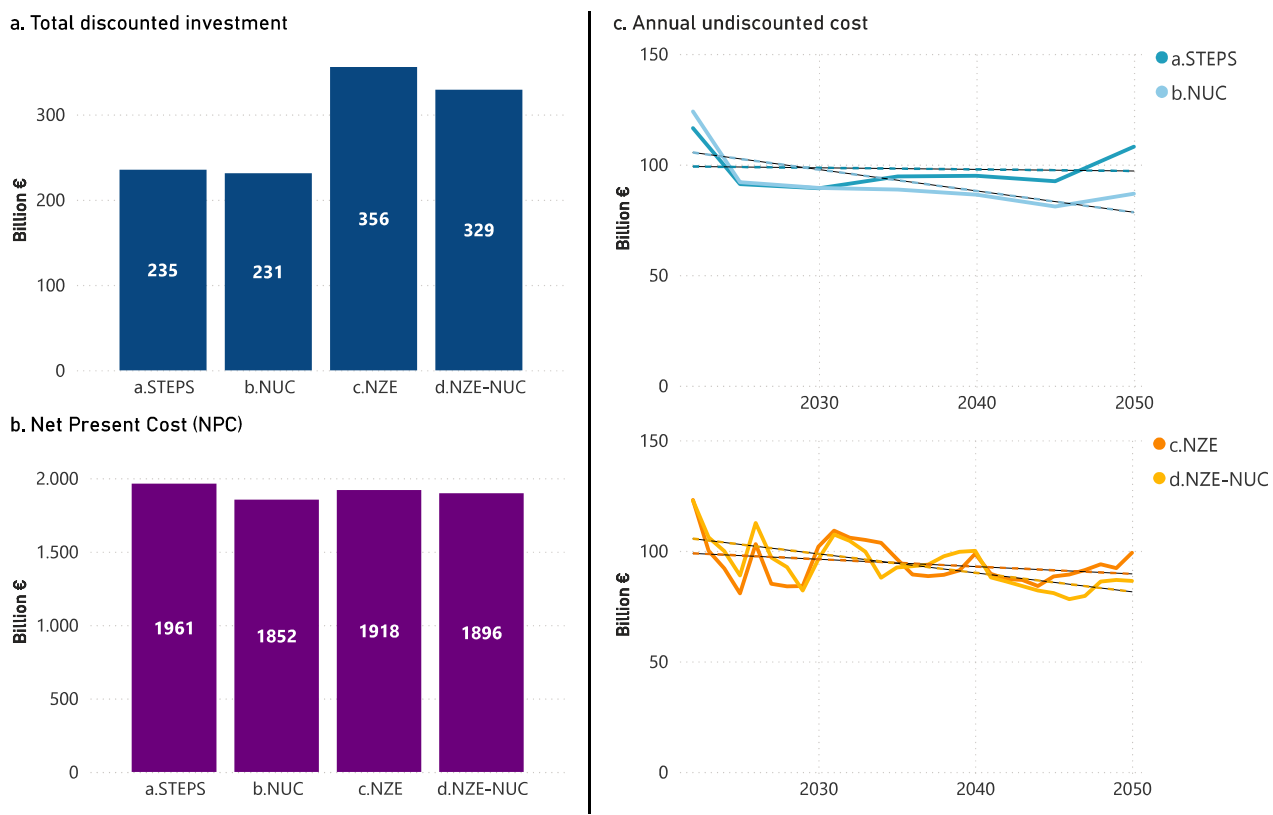 a. Total discounted investment
Billion €
300
200
100
0
235
231
356
329
a.STEPS
b.NUC
c.NZE
d.NZE-NUC
b. Net Present Cost (NPC)
Billion €
2.000
1.500
1.000
500
0
1961
1852
1918
1896
a.STEPS
b.NUC
c.NZE
d.NZE-NUC
c. Annual undiscounted cost
Billion €
150
100
50
0
2030
2040
2050
a.STEPS
b.NUC
Billion €
150
100
50
0
2030
2040
2050
c.NZE
d.NZE-NUC